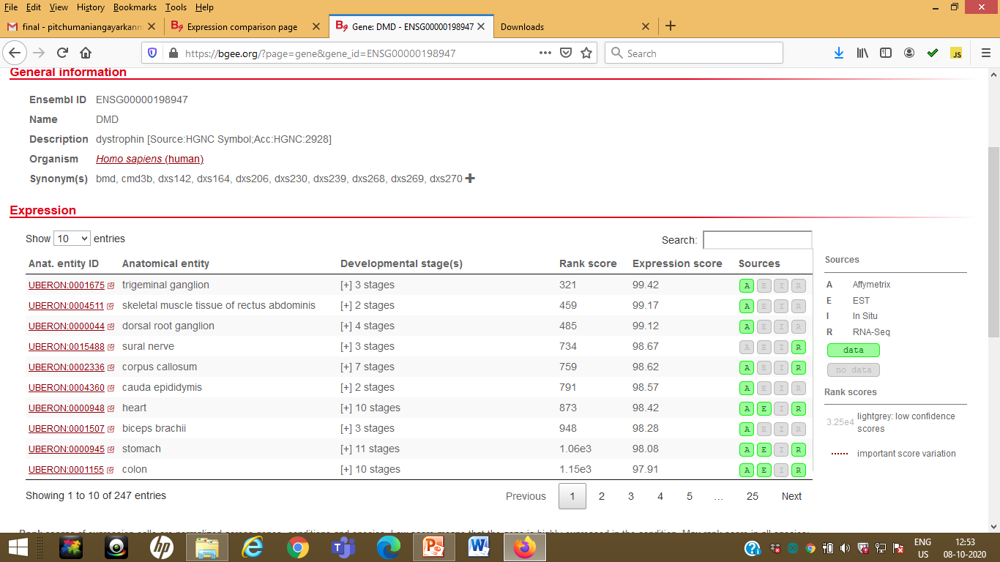 File Edit View History Bookmarks Tools Help
final - pitchumaniangayarkann
Expression comparison page
Gene: DMD - ENSG00000198947
Downloads
https://bgee.org/?page=gene&gene_id=ENSG00000198947
Search
JS
General information
Ensembl ID ENSG00000198947
Name DMD
Description dystrophin [Source:HGNC Symbol;Acc:HGNC:2928]
Organism Homo sapiens (human)
Synonym(s) bmd, cmd3b, dxs142, dxs164, dxs206, dxs230, dxs239, dxs268, dxs269, dxs270
Expression
Show 10 entries
Search:
Anat. entity ID Anatomical entity Developmental stage(s) Rank score Expression score Sources
UBERON:0001675 trigeminal ganglion [+] 3 stages 321 99.42 A E I R
UBERON:0004511 skeletal muscle tissue of rectus abdominis [+] 2 stages 459 99.17 A E I R
UBERON:0000044 dorsal root ganglion [+] 4 stages 485 99.12 A E I R
UBERON:0015488 sural nerve [+] 3 stages 734 98.67 A E I R
UBERON:0002336 corpus callosum [+] 7 stages 759 98.62 A E I R
UBERON:0004360 cauda epididymis [+] 2 stages 791 98.57 A E I R
UBERON:0000948 heart [+] 10 stages 873 98.42 A E I R
UBERON:0001507 biceps brachii [+] 3 stages 948 98.28 A E I R
UBERON:0000945 stomach [+] 11 stages 1.06e3 98.08 A E I R
UBERON:0001155 colon [+] 10 stages 1.15e3 97.91 A E I R
Showing 1 to 10 of 247 entries
Previous 1 2 3 4 5 … 25 Next
Sources
A Affymetrix
E EST
I In Situ
R RNA-Seq
data
no data
Rank scores
3.25e4 lightgrey: low confidence
scores
important score variation
ENG
US
12:53
08-10-2020